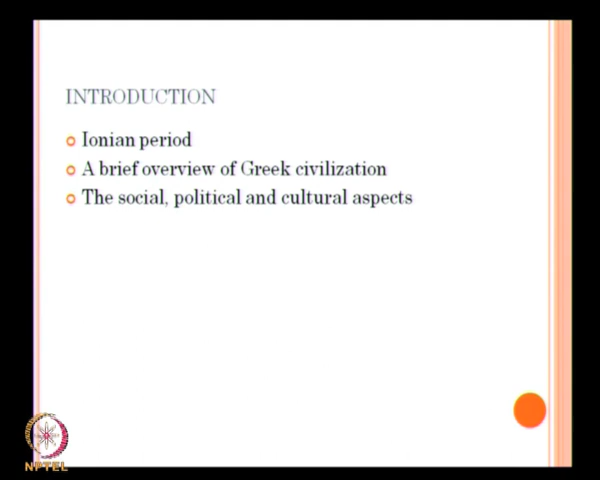 INTRODUCTION
Ionian period
A brief overview of Greek civilization
The social, political and cultural aspects
NPTEL